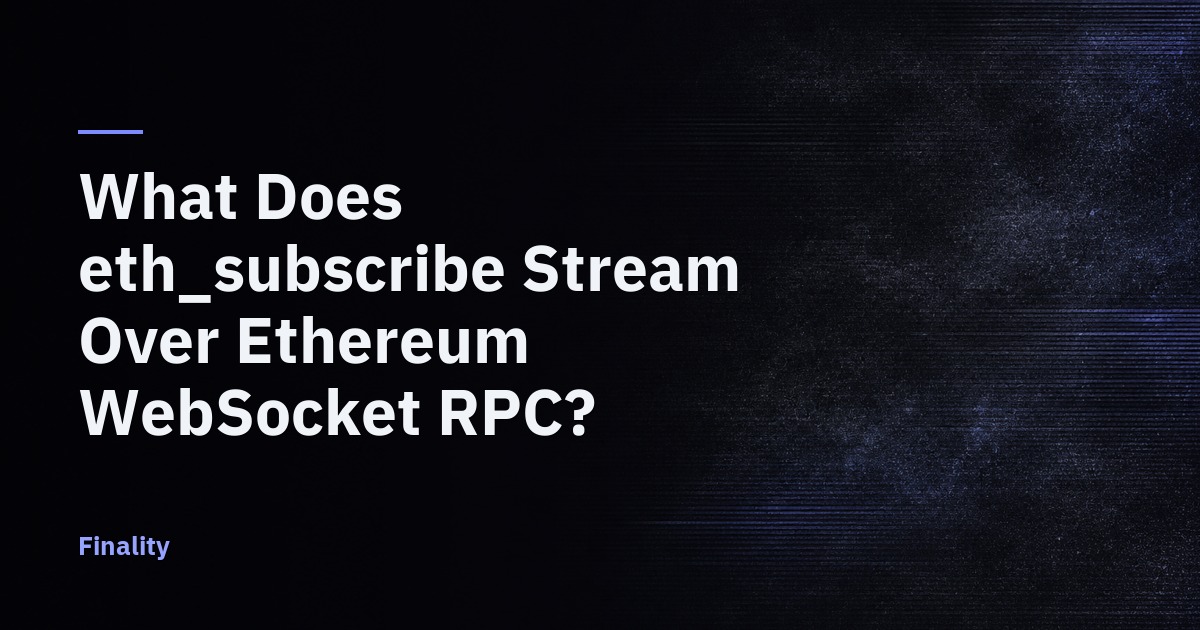 What Does
eth_subscribe Stream
Over Ethereum
WebSocket RPC?
Finality